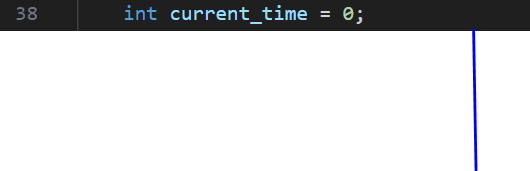 38 int current_time = 0;